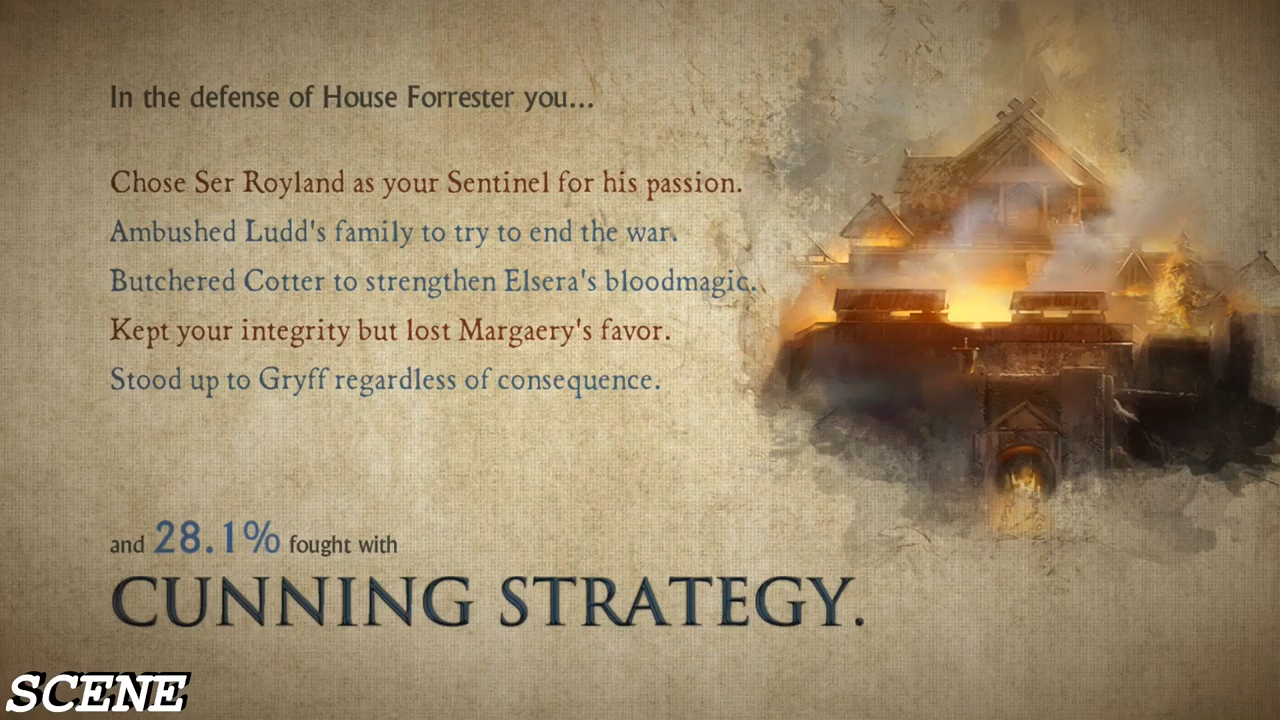 In the defense of House Forrester you...
Chose Ser Royland as your Sentinel for his passion.
Ambushed Ludd's family to try to end the war.
Butchered Cotter to strengthen Elsera's bloodmagic.
Kept your integrity but lost Margaery's favor.
Stood up to Gryff regardless of consequence.
and 28.1% fought with
CUNNING STRATEGY.
SCENE